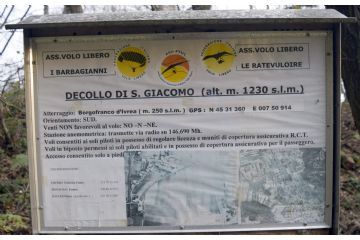 ASS.VOLO LIBERO
I BARBAGIANNI
ASS.VOLO LIBERO
LE RATEVULOIRE
DECOLLO DI S. GIACOMO (alt. m. 1230 s.l.m.)
Atterraggio: Borgofranco d'Ivrea ( m. 250 s.l.m.) GPS : N 45 31 360 E 007 50 914
Orientamento: SUD.
Venti NON favorevoli al volo: NO -N -NE.
Stazione anemometrica: trasmette via radio su 146.690 Mh.
Voli consentiti ai soli piloti in possesso di regolare licenza e muniti di copertura assicurativa R.C.T.
Voli in biposto permessi ai soli piloti abilitati e in possesso di copertura assicurativa per il passeggero.
Accesso consentito solo a piedi